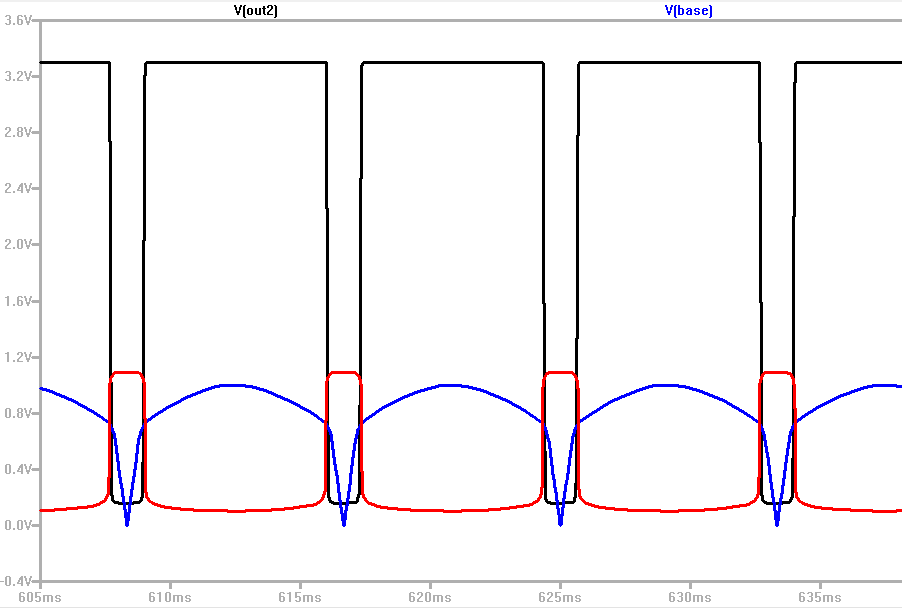 V(out2) V(base)
3.6V
3.2V
2.8V
2.4V
2.0V
1.6V
1.2V
0.8V
0.4V
0.0V
-0.4V
605ms 610ms 615ms 620ms 625ms 630ms 635ms